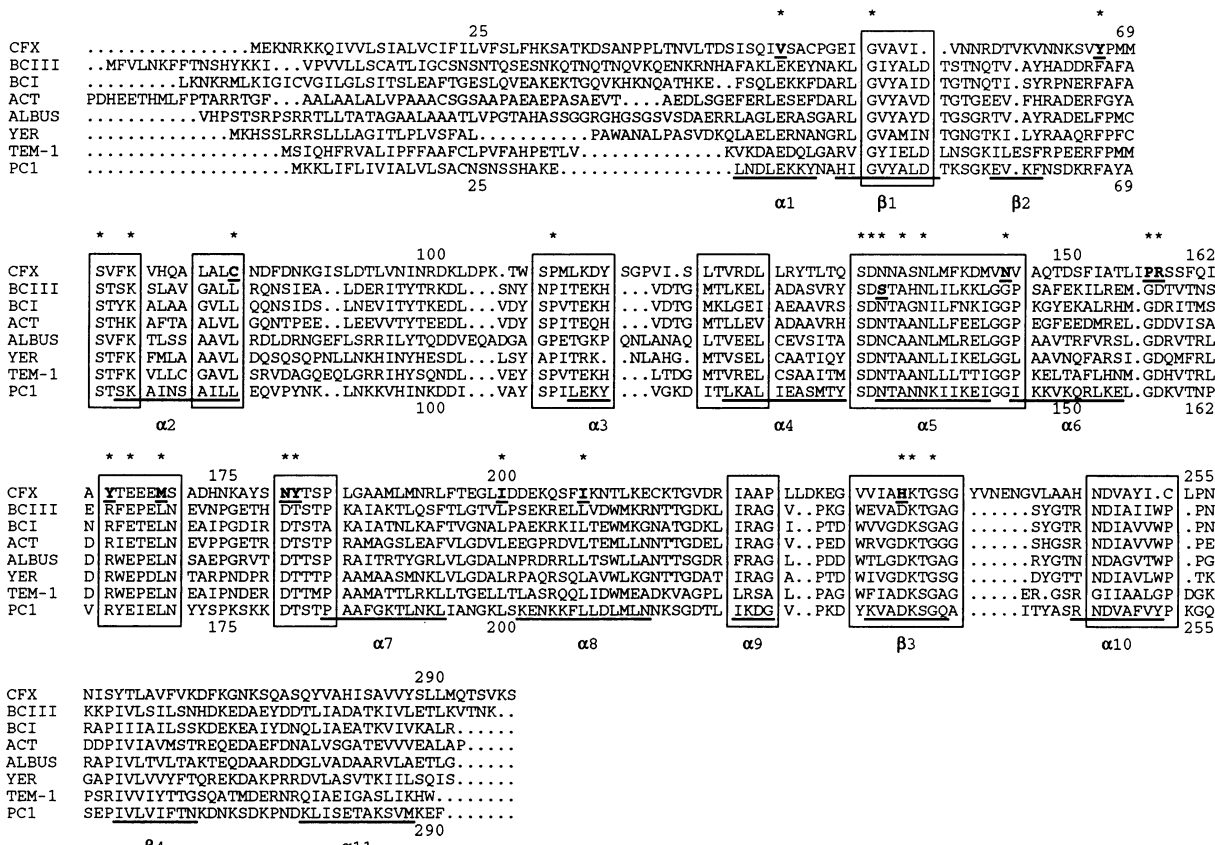 * * *
25 69
CFX ..............MEKNRKKQIVVLSIALVCIFILVFSLFHKSATKDSANPPLTNVLTDSISQIVSACPGEI GVAVI. .VNNRDTVKVNNKSVYPMM
BCIII ..MFVLNKFFTNSHYKKI..VPVVLLSCATLIGCSNSNTQSESNKQTNQTNQVKQENKRNHAFAKLEKEYNAKL GIYALD TSTNQTV.AYHADDRFAFA
BCI .......LKNKRMLKIGICVGILGLSITSLEAFTGESLQVEAKEKTGQVKHKNQATHKE..FSQLEKKFDARL GVYAID TGTNQTI.SYRPNERFAFA
ACT PDHEETHMLFPTARRTGF...AALAALALVPAAACSGSAAPAEAEPASAEVT...AEDLSGEFERLESEFDARL GVYAVD TGTGEEV.FHRADERFGYA
ALBUS .........VHPSTSRPSRRTLLTATAGAALAAATLVPGTAHASSGGRGHGSGSVSDAERRLAGLERASGARL GVYAYD TGSGRTV.AYRADELFPMC
YER ............MKHSSLRRSLLLAGITLPLVSFAL...........PAWANALPASVDKQLAELERNANGRL GVAMIN TGNGTKI.LYRAAQRFPFC
TEM-1 .................MSIQHFRVALIPFFAAFCLPVFAHPETLV.............KVKDAEDQLGARVGYIELD LNSGKILESFRPEERFPMM
PC1 ..............MKKLIFLIVIALVLSACNSNSSHAKE............LNDLEKKYNAHI GVYALD TKSGKEV.KFNSDKRFAYA
25 69
α1 β1 β2
* * * * *** * * * **
100 150 162
CFX SVFK VHQA LALC NDFDNKGISLDTLVNINRDKLDPK.TW SPMLKDY SGPVI.S LTVRDL LRYTLTQ SDNNASNLMFKDMVNV AQTDSFIATLIPRSSFQI
BCIII STSK SLAV GALL RQNSIEA..LDERITYTRKDL...SNY NPITEKH ..VDTG MTLKEL ADASVRY SDSTAHNLILKKLGGP SAFEKILREM.GDTVTNS
BCI STYK ALAA GVLL QQNSIDS..LNEVITYTKEDL...VDY SPVTEKH ..VDTG MKLGEI AEAAVRS SDNTAGNILFNKIGGP KGYEKALRHM.GDRITMS
ACT STHK AFTA ALVL GQNTPEE..LEEVVTYTEEDL...VDY SPITEQH ..VDTG MTLLEV ADAAVRH SDNTAANLLFEELGGP EGFEEDMREL.GDDVISA
ALBUS SVFK TLSS AAVL RDLDRNGEFLSRRILYTQDDVEQADGA GPETGKP QNLANAQ LTVEELC CEVSITA SDNCAANLMLRELGGP AAVTRFVRSL.GDRVTRL
YER STFK FMLA AAVL DQSQSQPNLLNKHINYHESDL...LSY APITRK. .NLAHG. MTVSEL CAATIQY SDNTAANLLIKELGGL AAVNQFARSI.GDQMFRL
TEM-1 STFK VLLC GAVL SRVDAGQEQLGRRIHYSQNDL...VEY SPVTEKH ..LTDG MTVREL CSAAITM SDNTAANLLLTTIGGP KELTAFLHNM.GDHVTRL
PC1 STSK AINS AILL EQVPYNK.LNKKVHINKDDI...VAY SPILEKY ..VGKD ITLKAL IEASMTY SDNTANNKIIKEIGGI KKVKQRLKEL.GDKVTNP
100 150 162
α2 α3 α4 α5 α6
* * * ** * * ** *
175 200 255
CFX A YTEEEMS ADHNKAYS NYTSP LGAAMLMNRLFTEGLIDDEKQSFIKNTLKECKTGVDR IAAP LLDKEG VVIAHKTGSG YVNENGVLAAH NDVAYI.C LPN
BCIII E RFEPELN EVNPGETH DTSTP KAIAKTLQSFTLGTVLPSEKRELLVDWMKRNTTGDKL IRAG V..PKG WEVADKTGAG .....SYGTR NDIAIIWP PN
BCI N RFETELN EAIPGDIR DTSTP KAIATNLKAFTVGNALPAEKRKILTEWMKGNATGDKL IRAG I..PTD WVVGDKSGAG .....SYGTR NDIAVVWP PN
ACT D RIETELN EVPPGETR DTSTP RAMAGSLEAFVLGDVLEEGPRDVLTEMLLNNTTGDEL IRAG V..PED WRVGDKTGGG .....SHGSR NDIAVVWP .PE
ALBUS D RWEPELN SAEPGRVT DTTSP RAITRTYGRLVLGDALNPRDRRLLTSWLLANTTSGDR FRAG L..PDD WTLGDKTGAG .....RYGTN NDAGVTWP .PG
YER D RWEPDLN TARPNDPR DTTTP AAMAASMNKLVLGDALRPAQRSQLAVWLKGNTTGDAT IRAG A..PTD WIVGDKTGSG .....DYGTT NDIAVLWP .TK
TEM-1 D RWEPELN EAIPNDERDTTMP AAMATTLRKLLTGELLTLASRQQLIDWMEADKVAGPL LRSA L..PAG WFIADKSGAG ...ER.GSR GIIAALGP DGK
PC1 V RYEIELN YYSPKSKK DTSTP AAFGKTLNKLIANGKLSKENKKFLLDLMLNNKSGDTL IKDG V..PKD YKVADKSGQA .....ITYASR NDVAFVYP KGQ
175 200 255
α7 α8 α9 β3 α10
290
CFX NISYTLAVFVKDFKGNKSQASQYVAHISAVVYSLLMQTSVKS
BCIII KKPIVLSILSNHDKEDAEYDDTLIADATKIVLETLKVTNK..
BCI RAPIIIAILSSKDEKEAIYDNQLIAEATKVIVKALR......
ACT DDPIVIAVMSTREQEDAEFDNALVSGATEVVVEALAP.....
ALBUS RAPIVLTVLTAKTEQDAARDDGLVADAARVLAETLG......
YER GAPIVLVVYFTQREKDAKPRRDVLASVTKIILSQIS......
TEM-1 PSRIVVIYTTGSQATMDERNRQIAEIGASLIKHW........
PC1 SEPIVLVIFTNKDNKSDKPNDKLISETAKSVMKEF.......
290
β4 α11